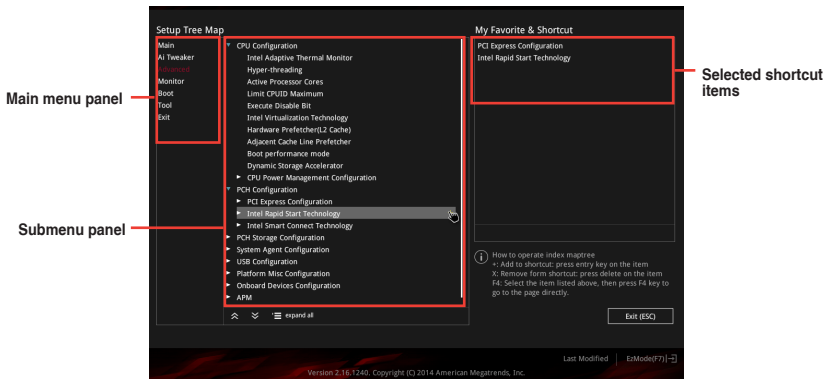 Setup Tree Map
Main
Ai Tweaker
Advanced
Monitor
Boot
Tool
Exit
CPU Configuration
Intel Adaptive Thermal Monitor
Hyper-threading
Active Processor Cores
Limit CPUID Maximum
Execute Disable Bit
Intel Virtualization Technology
Hardware Prefetcher(L2 Cache)
Adjacent Cache Line Prefetcher
Boot performance mode
Dynamic Storage Accelerator
CPU Power Management Configuration
PCH Configuration
PCI Express Configuration
Intel Rapid Start Technology
Intel Smart Connect Technology
PCH Storage Configuration
System Agent Configuration
USB Configuration
Platform Misc Configuration
Onboard Devices Configuration
APM
expand all
My Favorite & Shortcut
PCI Express Configuration
Intel Rapid Start Technology
How to operate index maptree
+: Add to shortcut: press entry key on the item
X: Remove form shortcut: press delete on the item
F4: Select the item listed above, then press F4 key to
go to the page directly.
Exit (ESC)
Last Modified
EzMode(F7)
Version 2.16.1240. Copyright (C) 2014 American Megatrends, Inc.
Main menu panel
Submenu panel
Selected shortcut
items